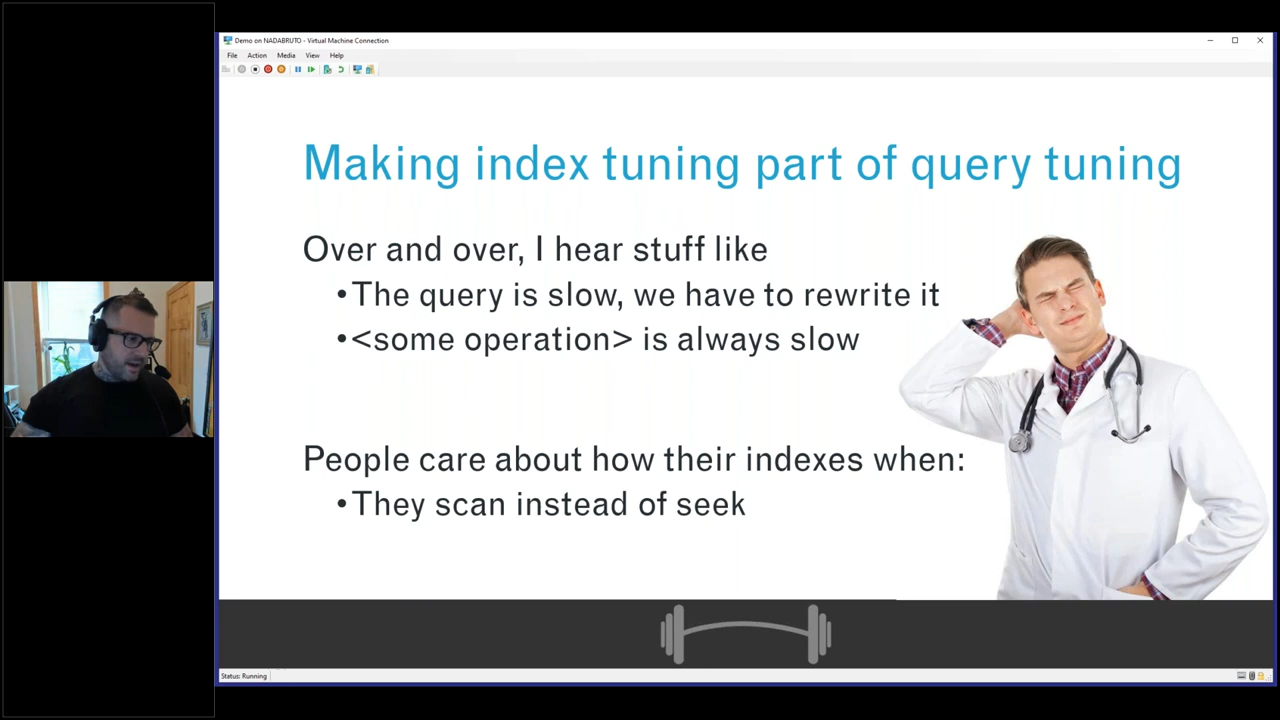 Demo on NADABRUTO - Virtual Machine Connection
File Action Media View Help
Making index tuning part of query tuning
Over and over, I hear stuff like
•The query is slow, we have to rewrite it
•<some operation> is always slow
People care about how their indexes when:
•They scan instead of seek
Status: Running